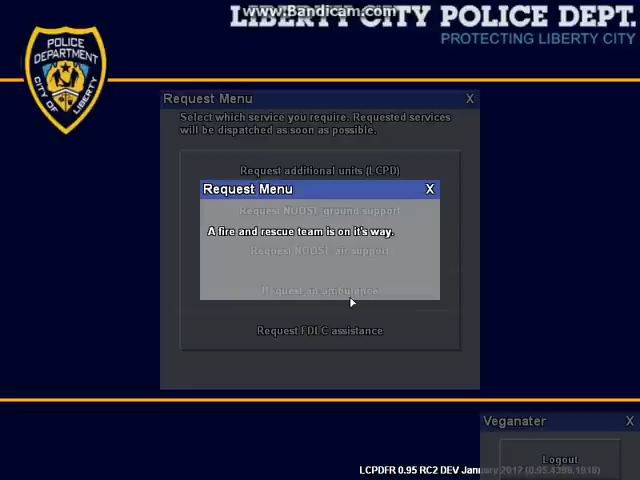 www.Bandicam.com
LIBERTY CITY POLICE DEPT.
PROTECTING LIBERTY CITY
POLICE
DEPARTMENT
CITY OF LIBERTY
Request Menu X
Select which service you require. Requested services
will be dispatched as soon as possible.
Request additional units (LCPD)
Request Menu X
Request NOOSE ground support
A fire and rescue team is on it's way.
Request NOOSE air support
Request an ambulance
Request FDLC assistance
Veganater X
Logout
LCPDFR 0.95 RC2 DEV January 2012 (0.95.4398.1918)